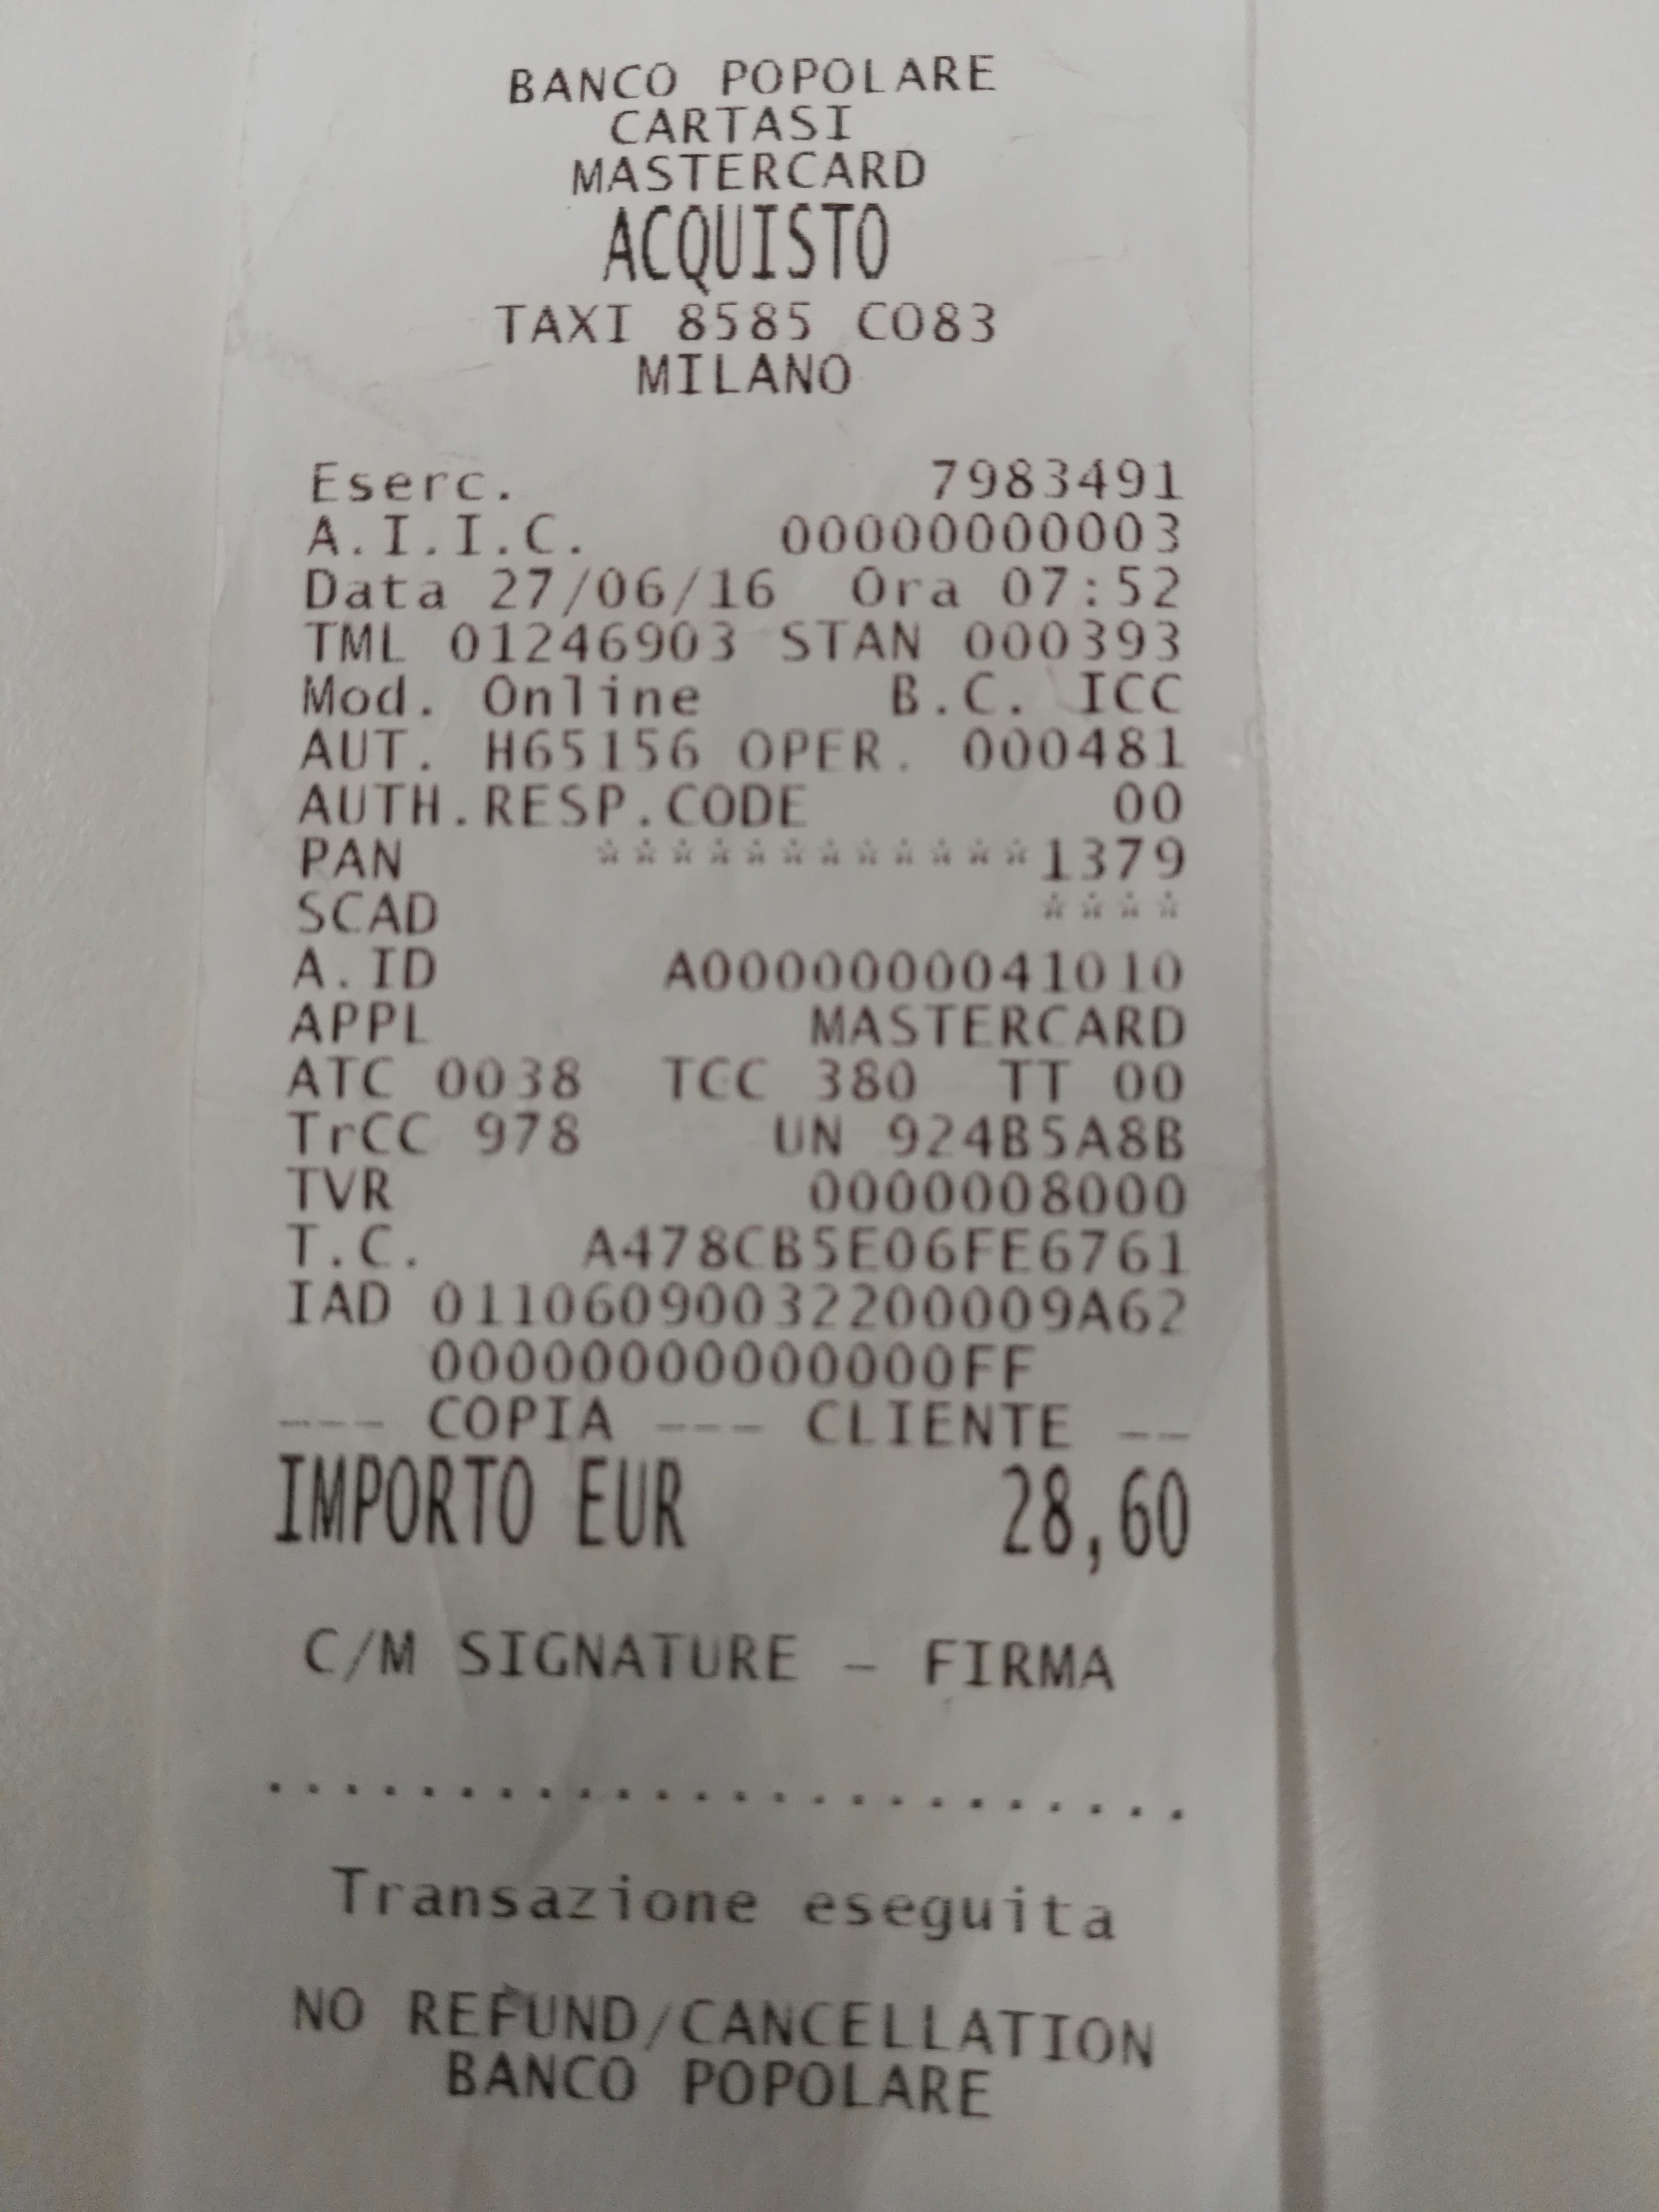 BANCO POPOLARE
CARTASI
MASTERCARD
ACQUISTO
TAXI 8585 CO83
MILANO
Eserc. 7983491
A.I.I.C. 00000000003
Data 27/06/16 Ora 07:52
TML 01246903 STAN 000393
Mod. Online B.C. ICC
AUT. H65156 OPER. 000481
AUTH.RESP.CODE 00
PAN ************1379
SCAD ****
A.ID A0000000041010
APPL MASTERCARD
ATC 0038 TCC 380 TT 00
TrCC 978 UN 924B5A8B
TVR 0000008000
T.C. A478CB5E06FE6761
IAD 01106090032200009A62
00000000000000FF
--- COPIA --- CLIENTE --
IMPORTO EUR 28,60
C/M SIGNATURE - FIRMA
.........................
Transazione eseguita
NO REFUND/CANCELLATION
BANCO POPOLARE